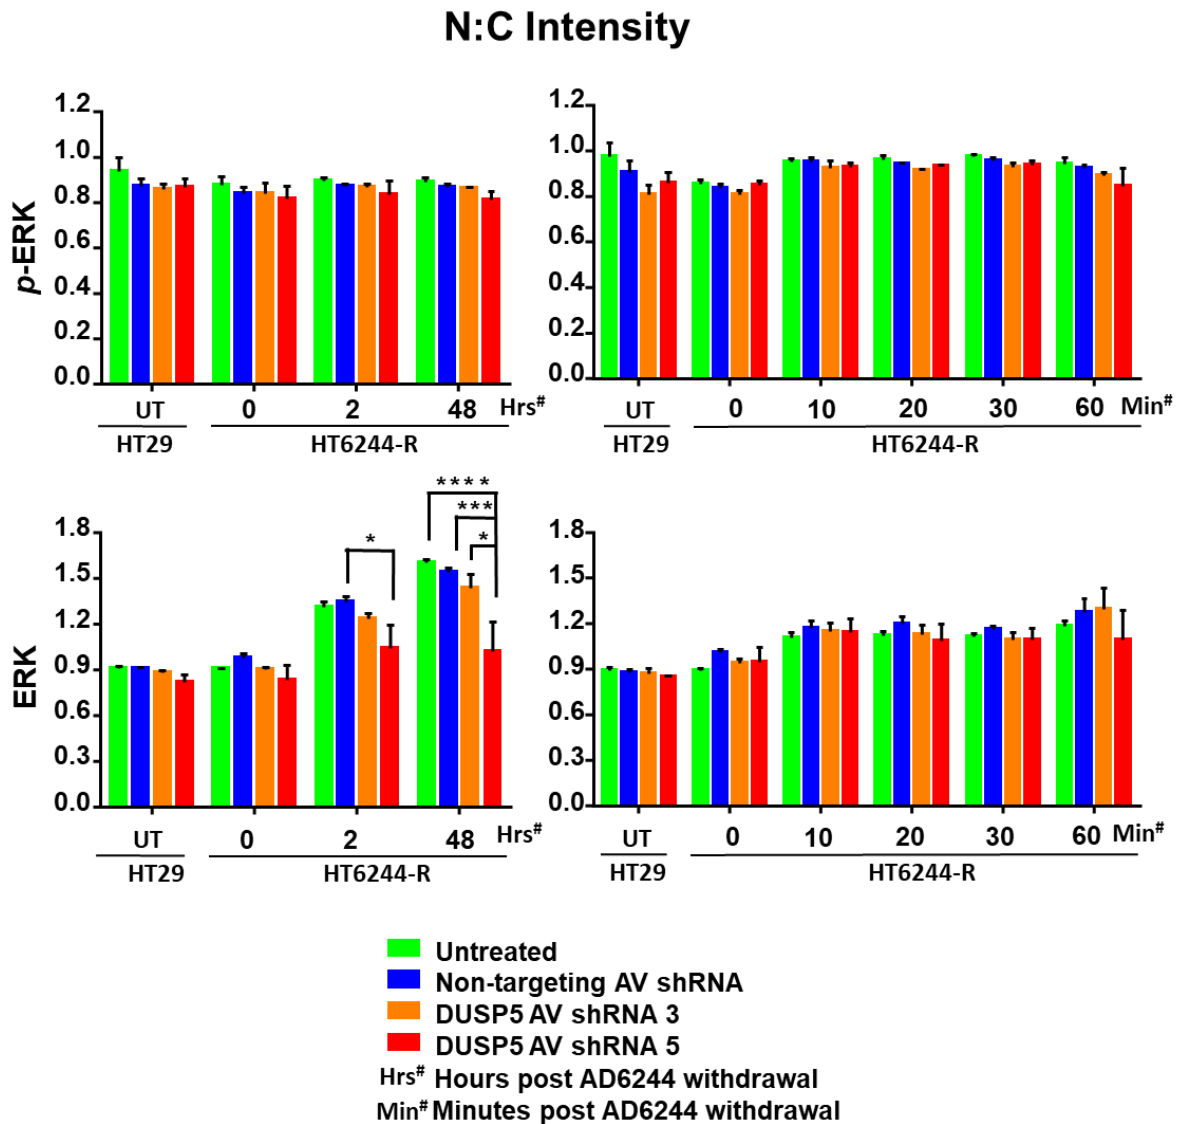 N:C Intensity
p-ERK
1.2
1.0
0.8
0.6
0.4
0.2
0.0
UT 0 2 48 Hrs#
HT29 HT6244-R
1.2
1.0
0.8
0.6
0.4
0.2
0.0
UT 0 10 20 30 60 Min#
HT29 HT6244-R
ERK
1.8
1.5
1.2
0.9
0.6
0.3
0.0
****
***
*
*
UT 0 2 48 Hrs#
HT29 HT6244-R
1.8
1.5
1.2
0.9
0.6
0.3
0.0
UT 0 10 20 30 60 Min#
HT29 HT6244-R
Untreated
Non-targeting AV shRNA
DUSP5 AV shRNA 3
DUSP5 AV shRNA 5
Hrs# Hours post AD6244 withdrawal
Min# Minutes post AD6244 withdrawal